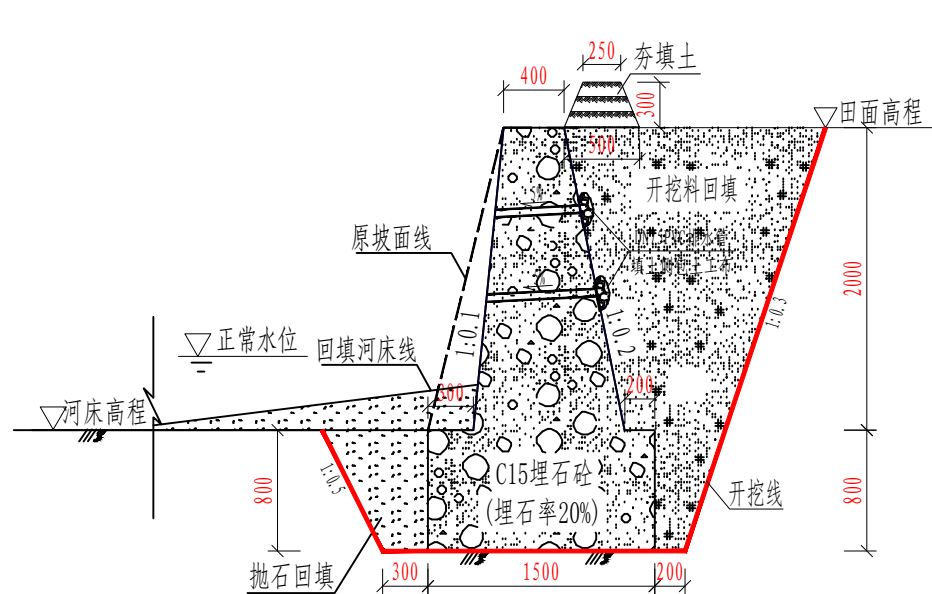 250
夯填土
400
300
田面高程
500
开挖料回填
原坡面线
2000
1:0.1
1:0.2
1:0.3
正常水位
回填河床线
300
200
河床高程
1:0.5
800
C15埋石砼
(埋石率20%)
开挖线
800
抛石回填
300
1500
200